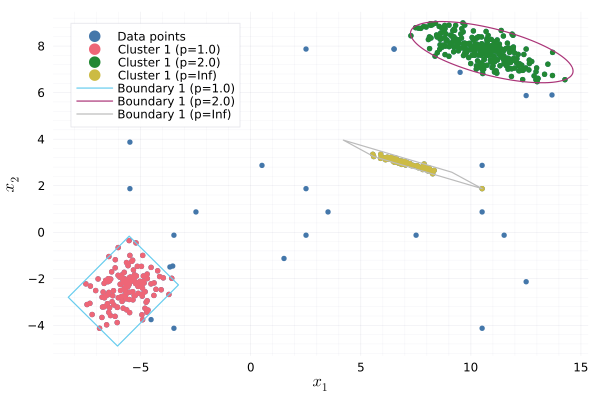 Data points
Cluster 1 (p=1.0)
Cluster 1 (p=2.0)
Cluster 1 (p=Inf)
Boundary 1 (p=1.0)
Boundary 1 (p=2.0)
Boundary 1 (p=Inf)
8
6
4
2
0
−2
−4
x₂
−5 0 5 10 15
x₁